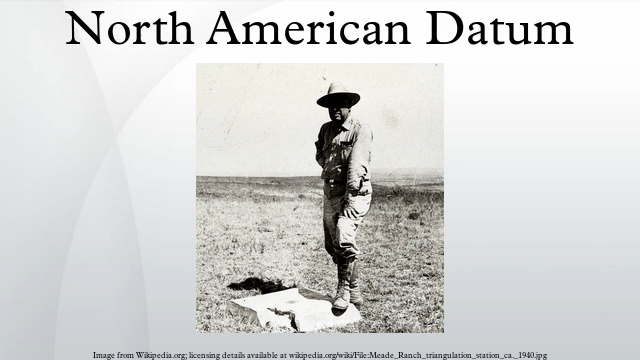 North American Datum
Image from Wikipedia.org; licensing details available at wikipedia.org/wiki/File:Meade_Ranch_triangulation_station_ca._1940.jpg